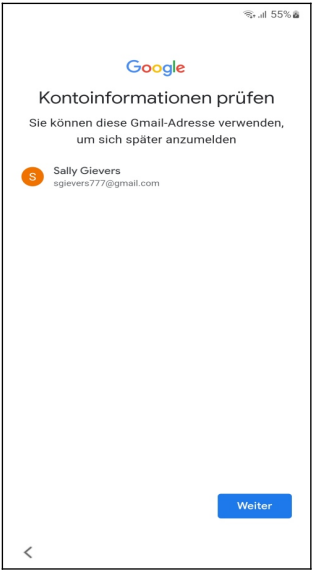 55%
Google
Kontoinformationen prüfen
Sie können diese Gmail-Adresse verwenden,
um sich später anzumelden
S
Sally Gievers
sgievers777@gmail.com
Weiter